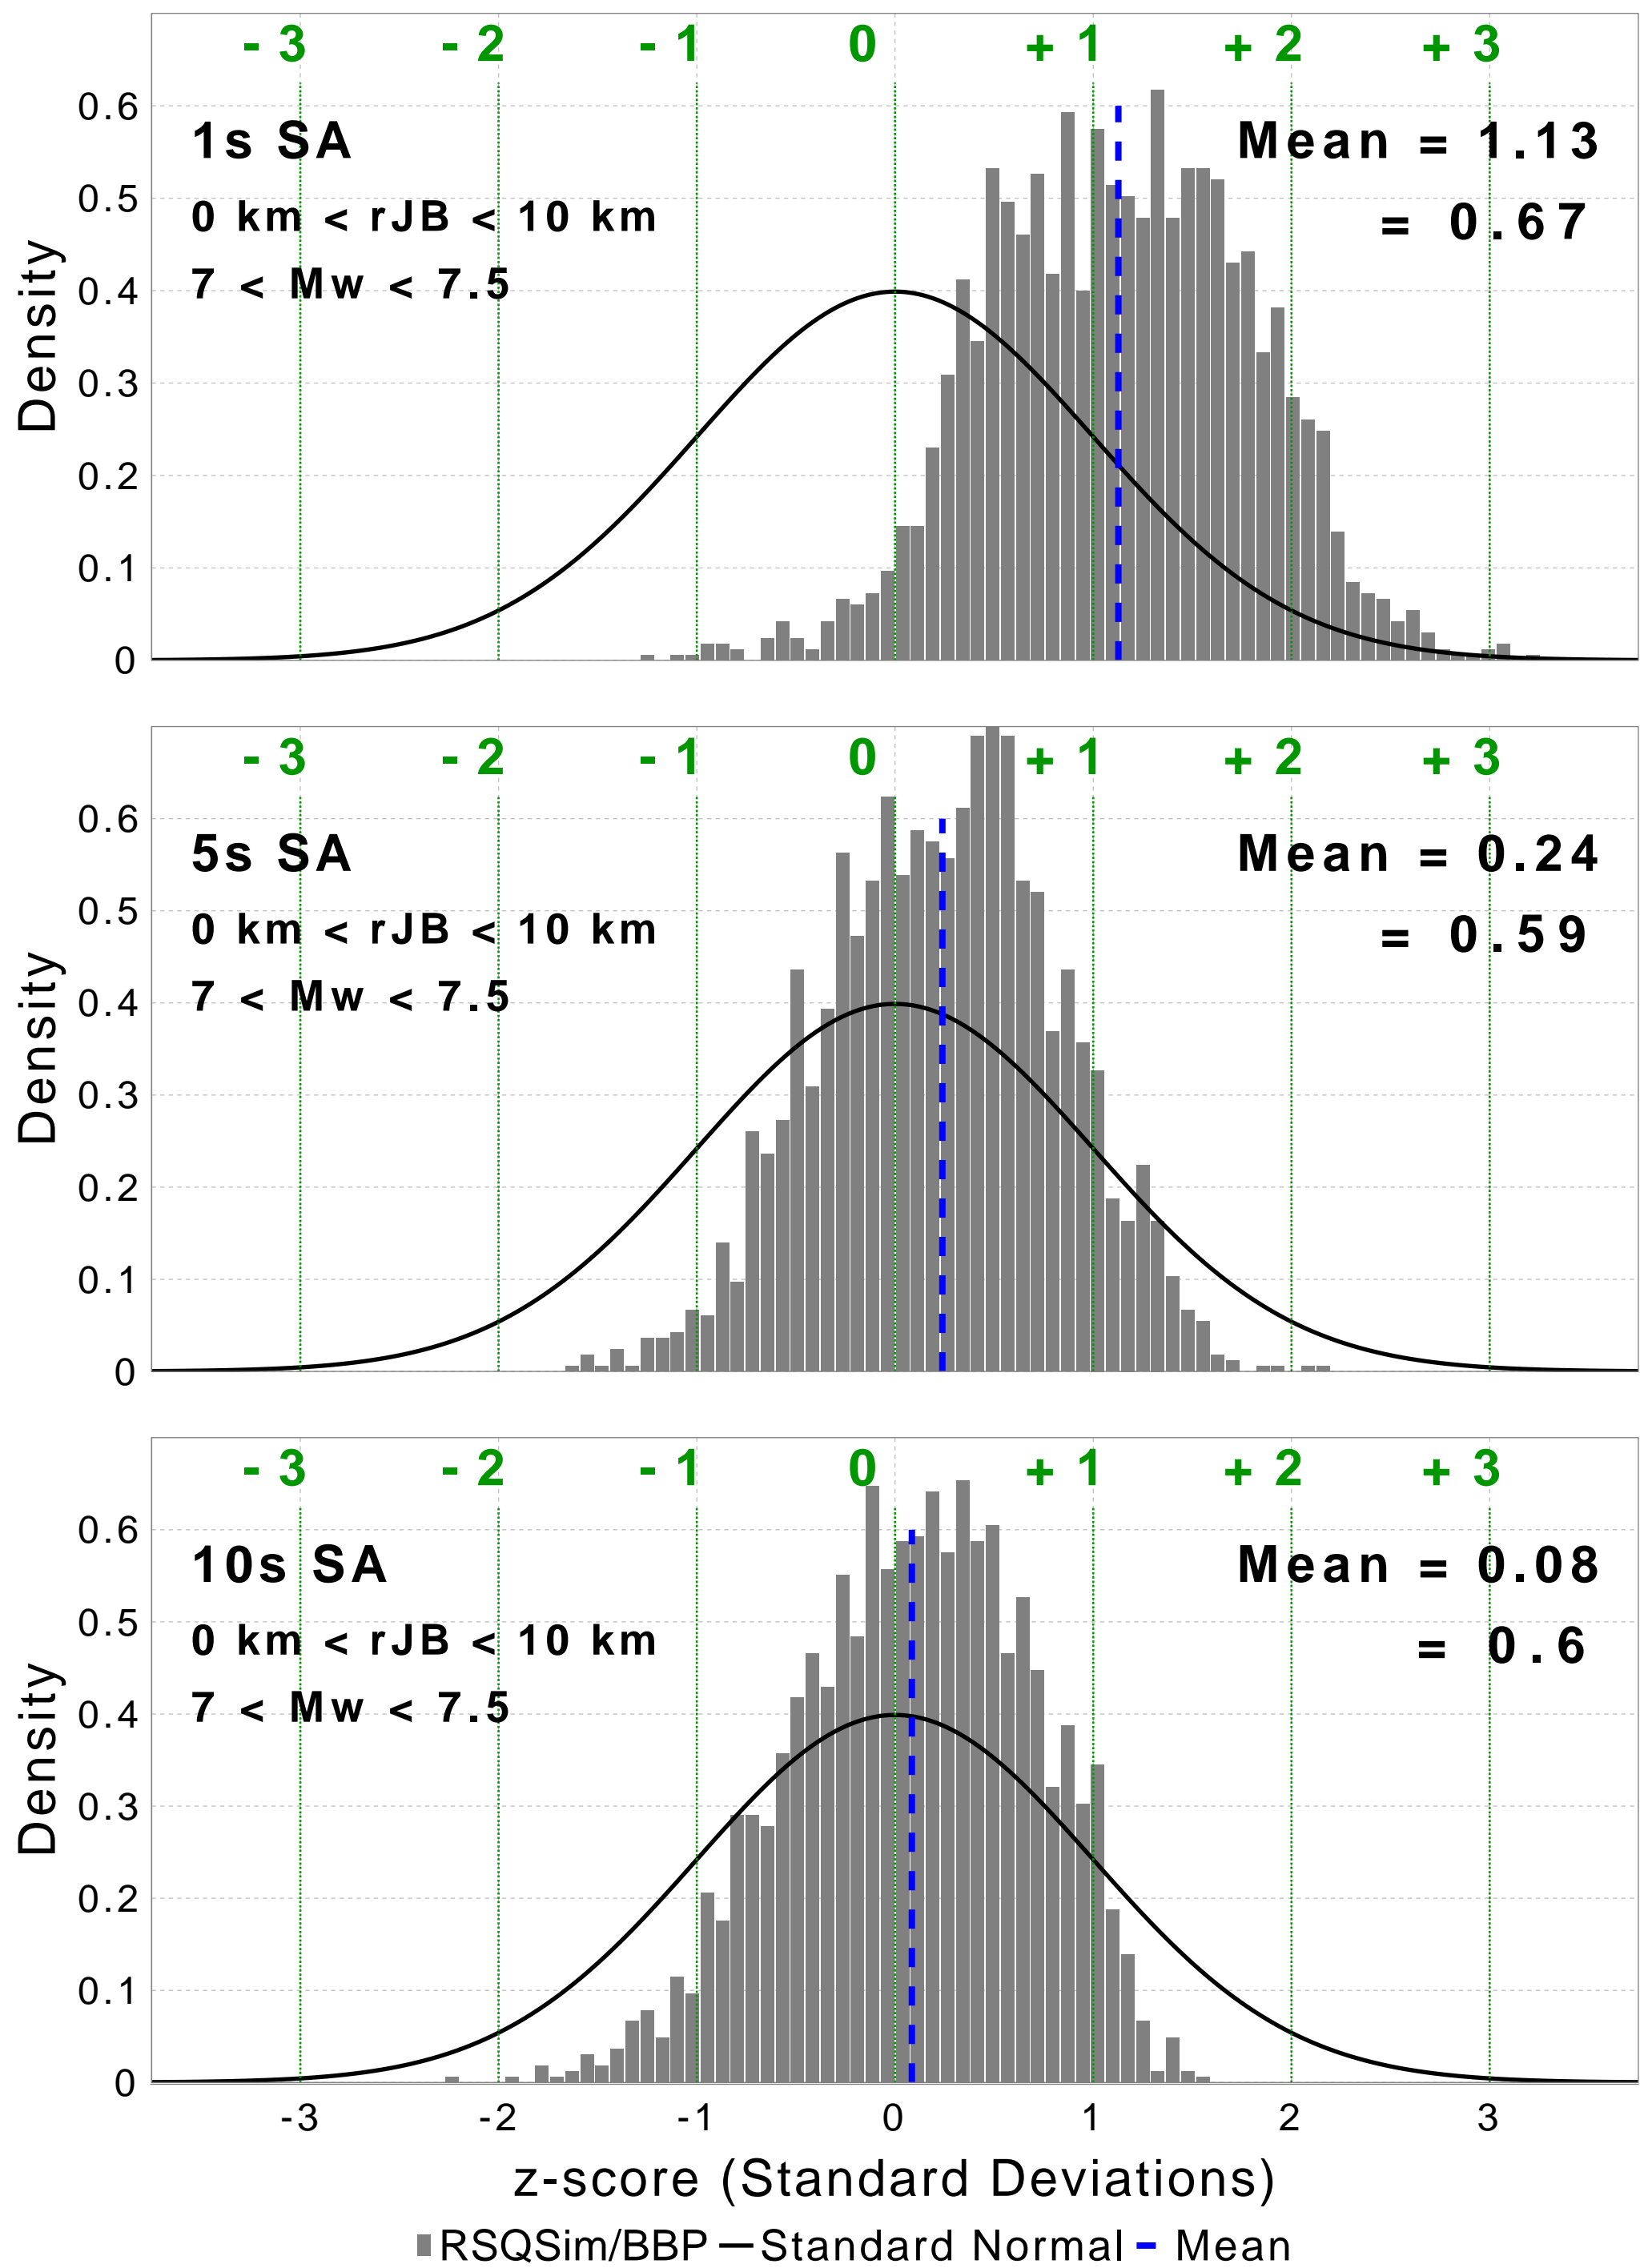 - 3 - 2 - 1 0 + 1 + 2 + 3
0.6
1s SA
Mean = 1.13
0.5
0 km < rJB < 10 km
= 0.67
7 < Mw < 7.5
0.4
Density
0.3
0.2
0.1
0
- 3 - 2 - 1 0 + 1 + 2 + 3
0.6
5s SA
Mean = 0.24
0.5
0 km < rJB < 10 km
= 0.59
7 < Mw < 7.5
0.4
Density
0.3
0.2
0.1
0
- 3 - 2 - 1 0 + 1 + 2 + 3
0.6
10s SA
Mean = 0.08
0.5
0 km < rJB < 10 km
= 0.6
7 < Mw < 7.5
0.4
Density
0.3
0.2
0.1
0
-3 -2 -1 0 1 2 3
z-score (Standard Deviations)
RSQSim/BBP Standard Normal Mean